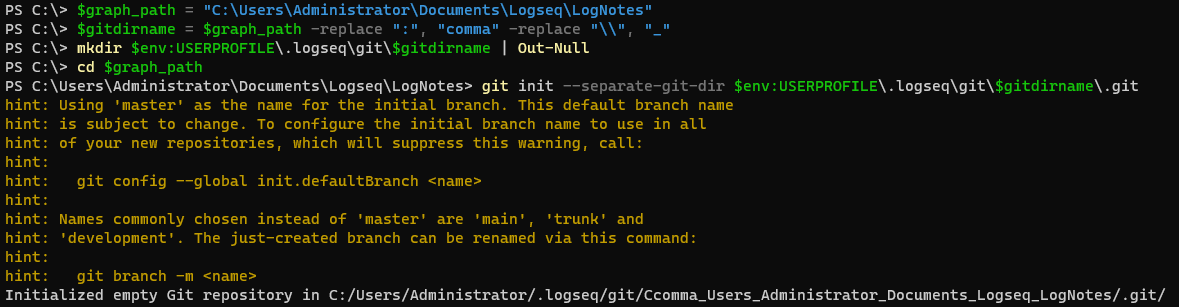 PS C:\> $graph_path = "C:\Users\Administrator\Documents\Logseq\LogNotes"
PS C:\> $gitdirname = $graph_path -replace ":", "comma" -replace "\\", "_"
PS C:\> mkdir $env:USERPROFILE\.logseq\git\$gitdirname | Out-Null
PS C:\> cd $graph_path
PS C:\Users\Administrator\Documents\Logseq\LogNotes> git init --separate-git-dir $env:USERPROFILE\.logseq\git\$gitdirname\.git
hint: Using 'master' as the name for the initial branch. This default branch name
hint: is subject to change. To configure the initial branch name to use in all
hint: of your new repositories, which will suppress this warning, call:
hint:
hint:   git config --global init.defaultBranch <name>
hint:
hint: Names commonly chosen instead of 'master' are 'main', 'trunk' and
hint: 'development'. The just-created branch can be renamed via this command:
hint:
hint:   git branch -m <name>
Initialized empty Git repository in C:/Users/Administrator/.logseq/git/Ccomma_Users_Administrator_Documents_Logseq_LogNotes/.git/